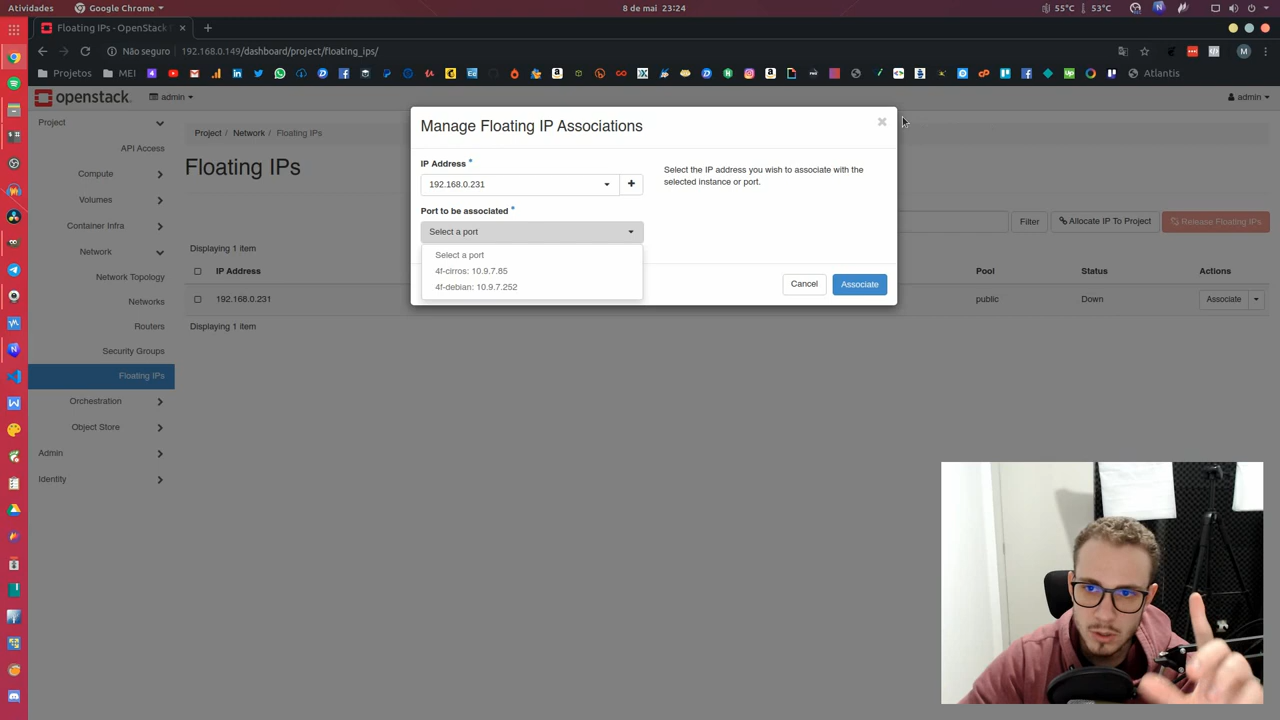 Atividades
Google Chrome
8 de mai 23:24
55°C
53°C
Floating IPs - OpenStack
Não seguro
192.168.0.149/dashboard/project/floating_ips/
Projetos
MEI
Atlantis
openstack.
admin
admin
Project
API Access
Compute
Volumes
Container Infra
Network
Network Topology
Networks
Routers
Security Groups
Floating IPs
Orchestration
Object Store
Admin
Identity
Project / Network / Floating IPs
Floating IPs
Filter
Allocate IP To Project
Release Floating IPs
Displaying 1 item
IP Address
Pool
Status
Actions
192.168.0.231
public
Down
Associate
Displaying 1 item
Manage Floating IP Associations
IP Address *
192.168.0.231
Port to be associated *
Select a port
Select a port
4f-cirros: 10.9.7.85
4f-debian: 10.9.7.252
Select the IP address you wish to associate with the
selected instance or port.
Cancel
Associate